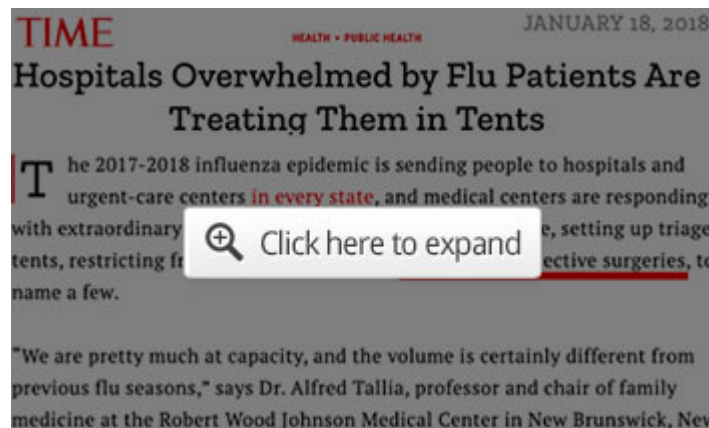 TIME
HEALTH • PUBLIC HEALTH
JANUARY 18, 2018
Hospitals Overwhelmed by Flu Patients Are
Treating Them in Tents
The 2017-2018 influenza epidemic is sending people to hospitals and
urgent-care centers in every state, and medical centers are responding
with extraordinary e, setting up triage
tents, restricting ective surgeries, to
name a few.
Click here to expand
"We are pretty much at capacity, and the volume is certainly different from
previous flu seasons," says Dr. Alfred Tallia, professor and chair of family
medicine at the Robert Wood Johnson Medical Center in New Brunswick, New